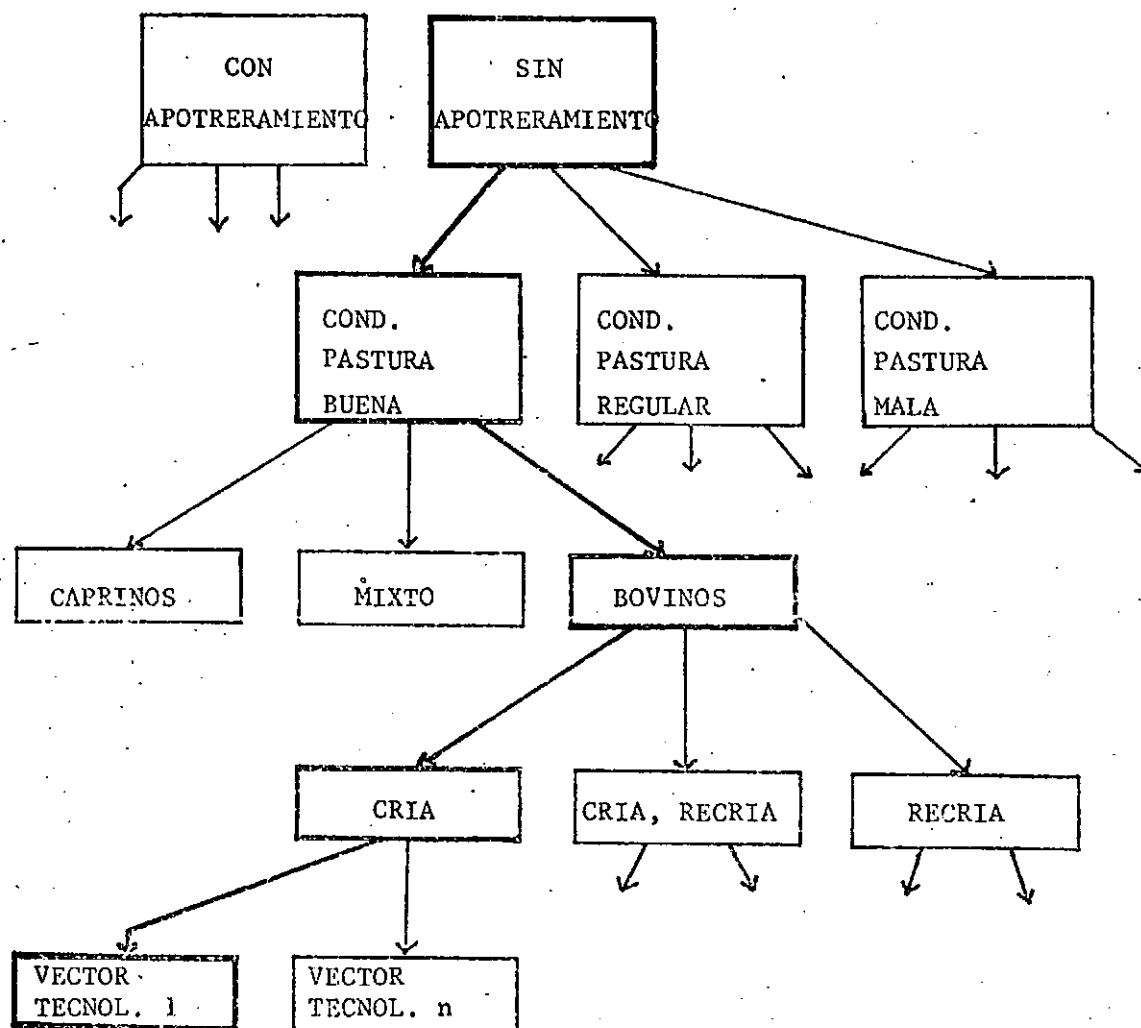 CON
APOTRERAMIENTO
SIN
APOTRERAMIENTO
COND.
PASTURA
BUENA
COND.
PASTURA
REGULAR
COND.
PASTURA
MALA
CAPRINOS
MIXTO
BOVINOS
CRIA
CRIA, RECRIA
RECRIA
VECTOR
TECNOL. 1
VECTOR
TECNOL. n